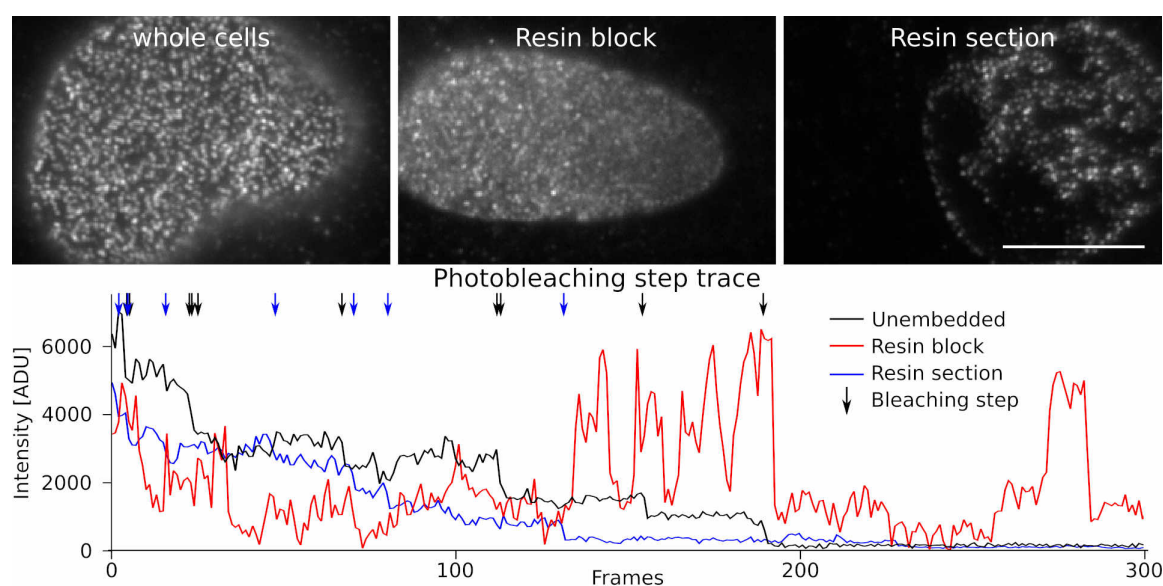 whole cells
Resin block
Resin section
Photobleaching step trace
Intensity [ADU]
6000
4000
2000
0
Unembedded
Resin block
Resin section
Bleaching step
0
100
200
300
Frames